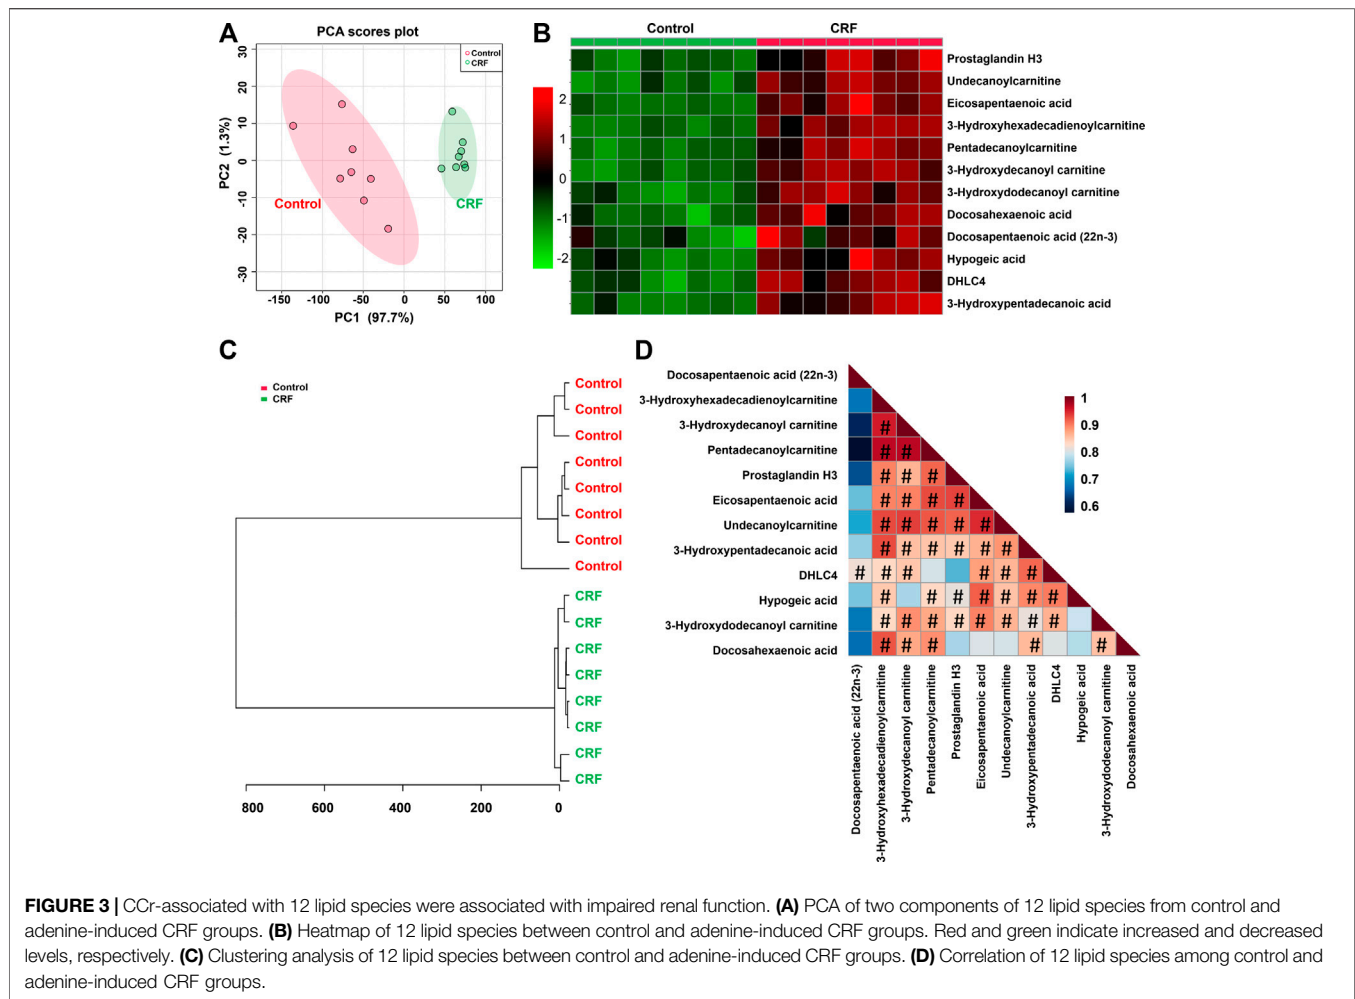 A
PCA scores plot
Control
CRF
30
20
10
0
-10
-20
-30
PC2 (1.3%)
Control
CRF
-150
-100
-50
0
50
100
PC1 (97.7%)
B
Control
CRF
2
1
0
-1
-2
Prostaglandin H3
Undecanoylcarnitine
Eicosapentaenoic acid
3-Hydroxyhexadecadienoylcarnitine
Pentadecanoylcarnitine
3-Hydroxydecanoyl carnitine
3-Hydroxydodecanoyl carnitine
Docosahexaenoic acid
Docosapentaenoic acid (22n-3)
Hypogeic acid
DHLC4
3-Hydroxypentadecanoic acid
C
Control
CRF
Control
Control
Control
Control
Control
Control
Control
Control
CRF
CRF
CRF
CRF
CRF
CRF
CRF
CRF
800 600 400 200 0
D
Docosapentaenoic acid (22n-3)
3-Hydroxyhexadecadienoylcarnitine
3-Hydroxydecanoyl carnitine #
Pentadecanoylcarnitine # #
Prostaglandin H3 # # #
Eicosapentaenoic acid # # # #
Undecanoylcarnitine # # # # #
3-Hydroxypentadecanoic acid # # # # # #
DHLC4 # # # # # #
Hypogeic acid # # # # # # #
3-Hydroxydodecanoyl carnitine # # # # # # # #
Docosahexaenoic acid # # # # #
1
0.9
0.8
0.7
0.6
Docosapentaenoic acid (22n-3)
3-Hydroxyhexadecadienoylcarnitine
3-Hydroxydecanoyl carnitine
Pentadecanoylcarnitine
Prostaglandin H3
Eicosapentaenoic acid
Undecanoylcarnitine
3-Hydroxypentadecanoic acid
DHLC4
Hypogeic acid
3-Hydroxydodecanoyl carnitine
Docosahexaenoic acid
FIGURE 3 | CCr-associated with 12 lipid species were associated with impaired renal function. (A) PCA of two components of 12 lipid species from control and
adenine-induced CRF groups. (B) Heatmap of 12 lipid species between control and adenine-induced CRF groups. Red and green indicate increased and decreased
levels, respectively. (C) Clustering analysis of 12 lipid species between control and adenine-induced CRF groups. (D) Correlation of 12 lipid species among control and
adenine-induced CRF groups.